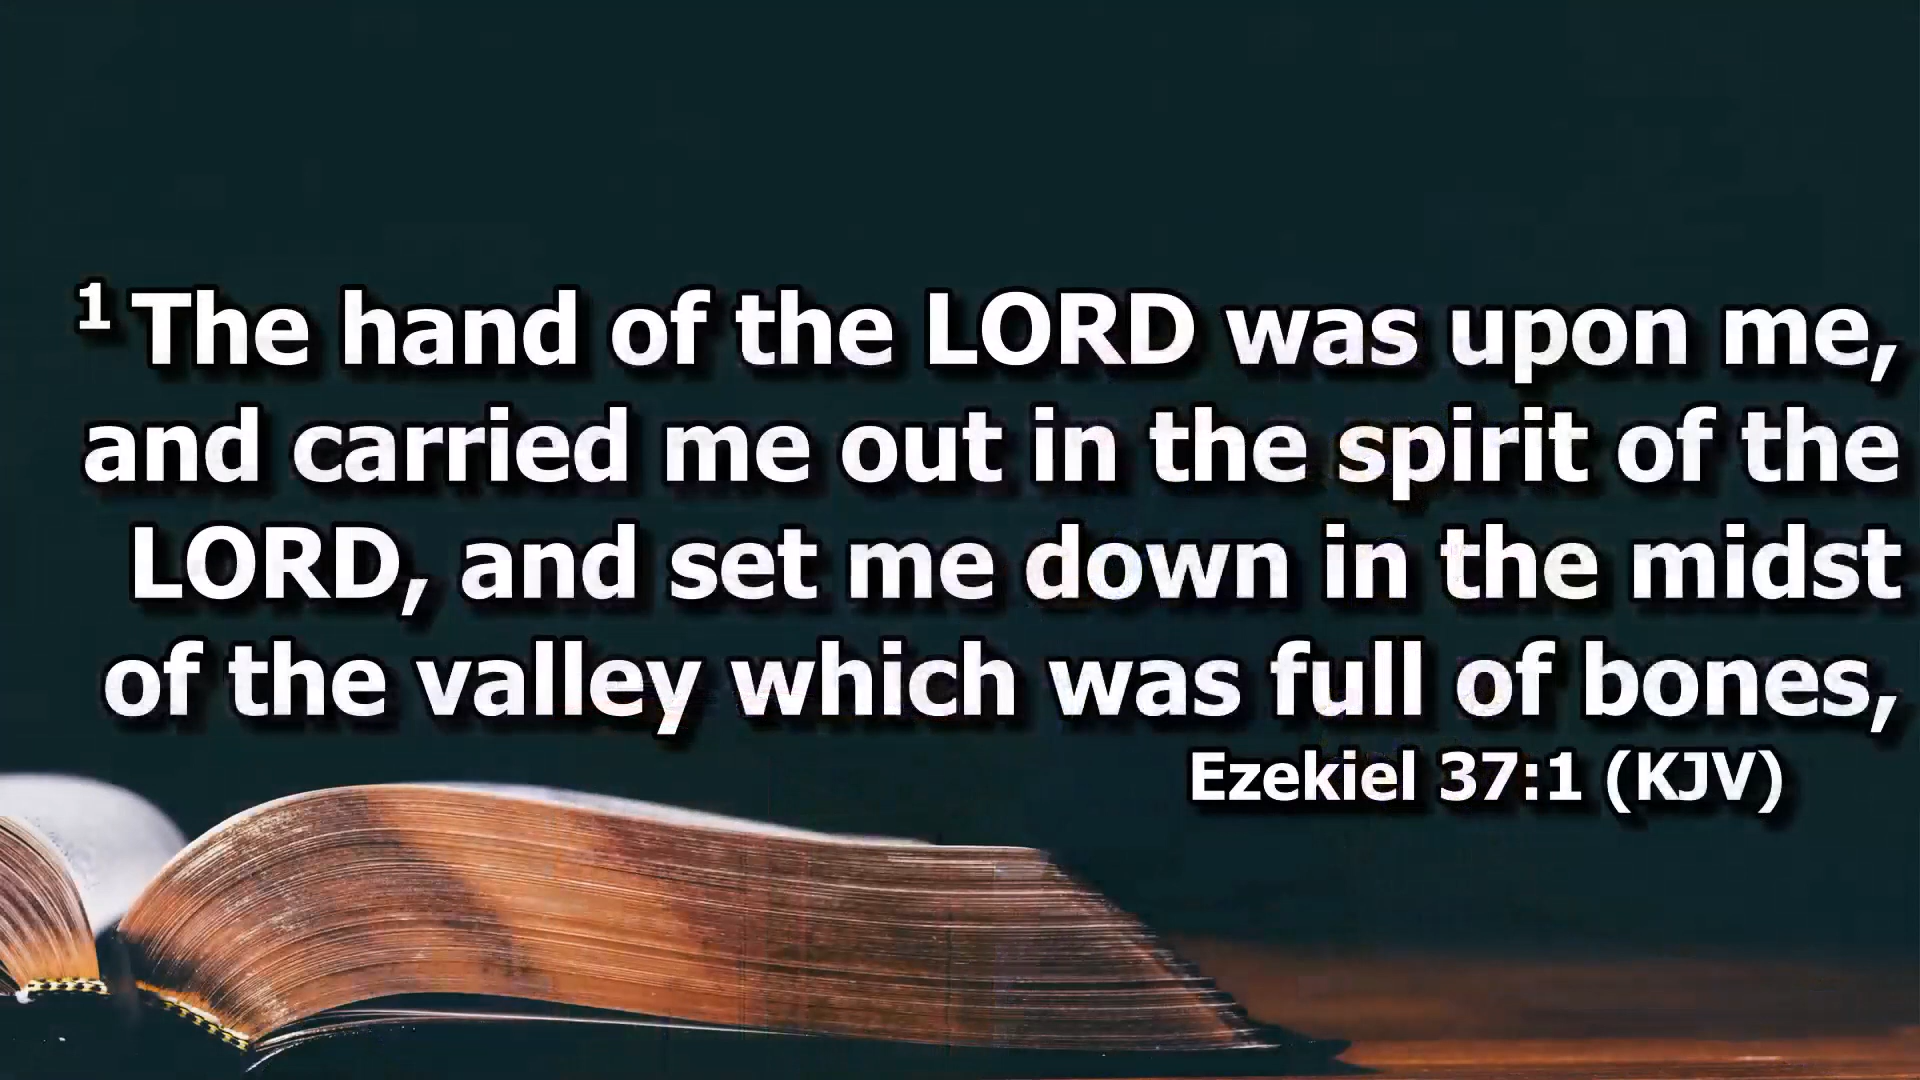 1 The hand of the LORD was upon me,
and carried me out in the spirit of the
LORD, and set me down in the midst
of the valley which was full of bones,
Ezekiel 37:1 (KJV)